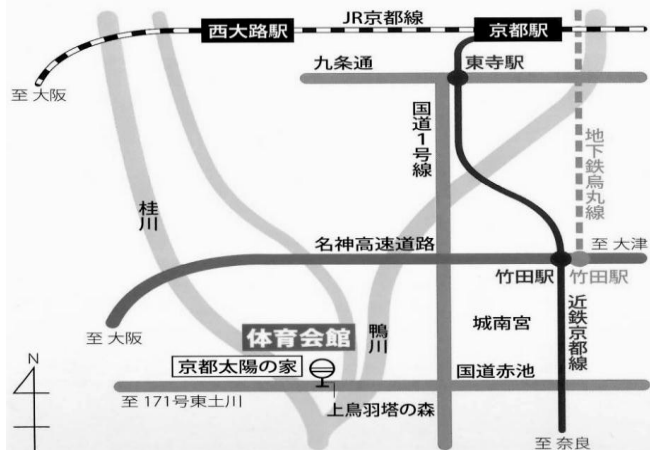 JR京都線
西大路駅
京都駅
至 大阪
九条通
東寺駅
国道1号線
地下鉄烏丸線
桂川
名神高速道路
至 大津
竹田駅
竹田駅
至 大阪
体育会館
鴨川
城南宮
近鉄京都線
京都太陽の家
国道赤池
N
至 171号東土川
上鳥羽塔の森
至 奈良